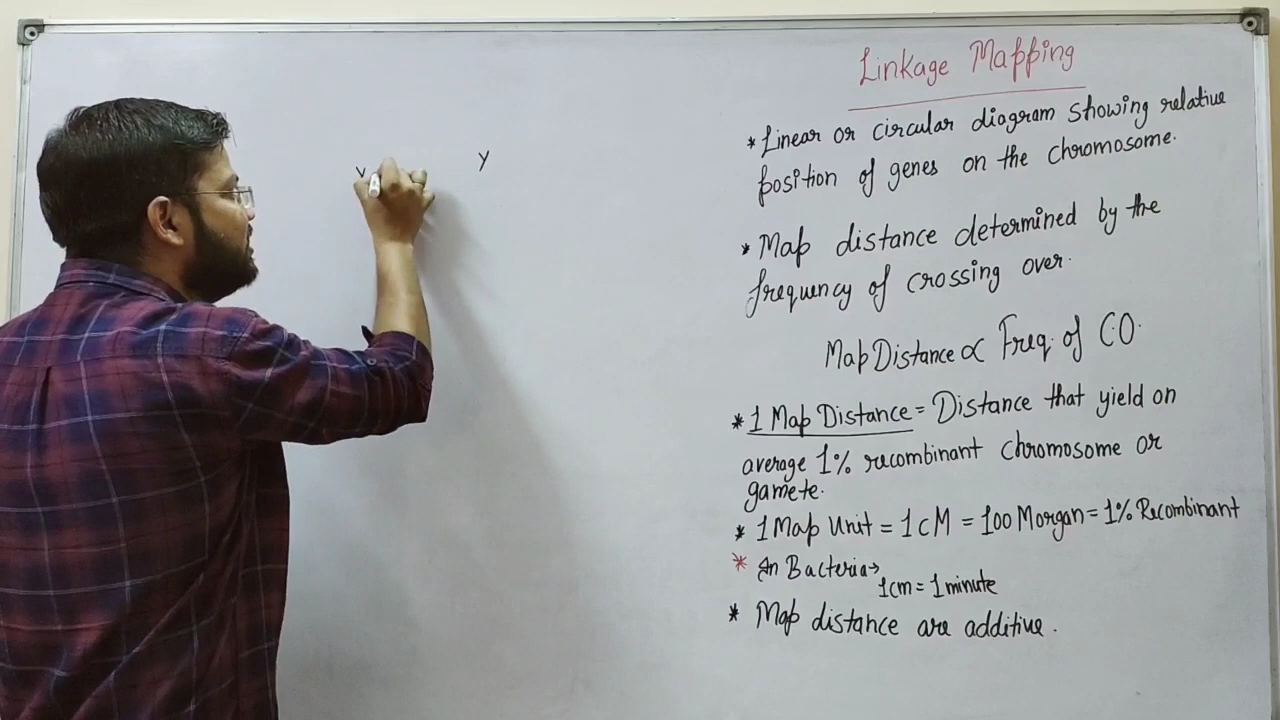 Linkage Mapping
* Linear or circular diagram showing relative
position of genes on the chromosome.
* Map distance determined by the
frequency of crossing over.
Map Distance ∝ Freq. of CO.
* 1 Map Distance = Distance that yield on
average 1% recombinant chromosome or
gamete.
* 1 Map Unit = 1 cM = 100 Morgan = 1% Recombinant
* In Bacteria →
1cm = 1 minute
* Map distance are additive.
Y